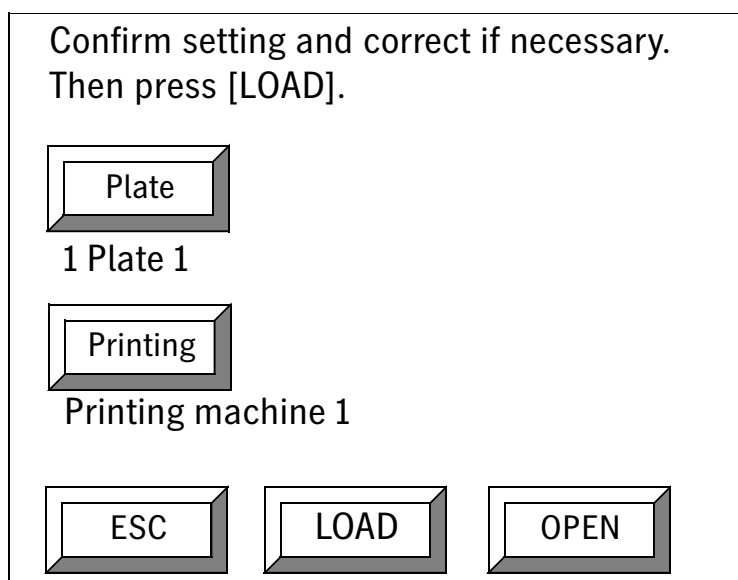 Confirm setting and correct if necessary.
Then press [LOAD].
Plate
1 Plate 1
Printing
Printing machine 1
ESC LOAD OPEN